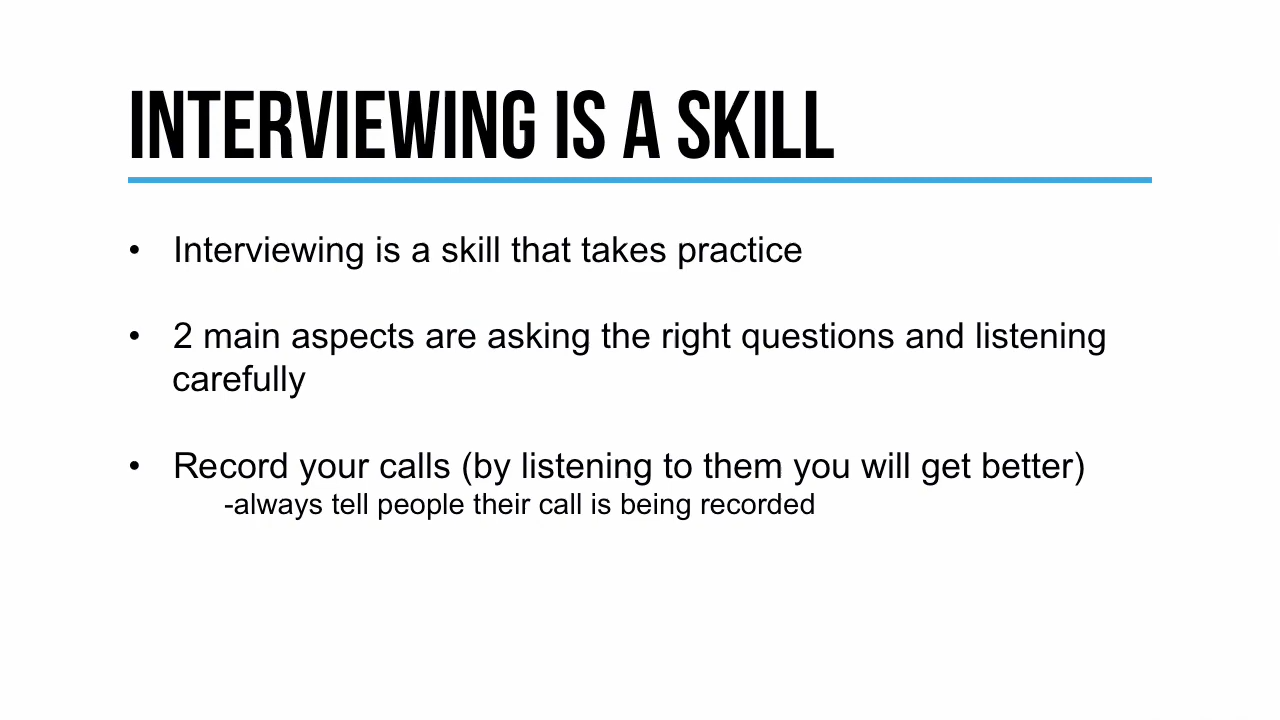 INTERVIEWING IS A SKILL
• Interviewing is a skill that takes practice
• 2 main aspects are asking the right questions and listening
carefully
• Record your calls (by listening to them you will get better)
-always tell people their call is being recorded